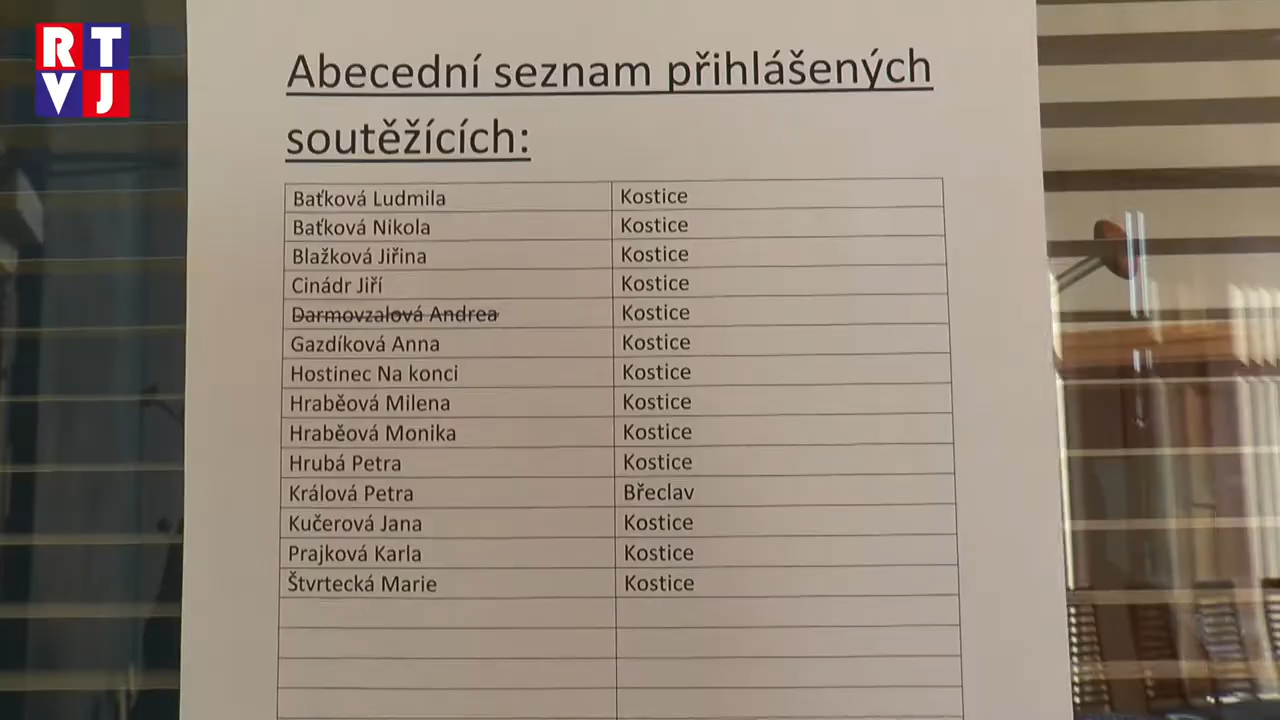 RT
VJ
Abecední seznam přihlášených
soutěžících:
Baťková Ludmila Kostice
Baťková Nikola Kostice
Blažková Jiřina Kostice
Cinádr Jiří Kostice
Darmovzalová Andrea Kostice
Gazdíková Anna Kostice
Hostinec Na konci Kostice
Hraběová Milena Kostice
Hraběová Monika Kostice
Hrubá Petra Kostice
Králová Petra Břeclav
Kučerová Jana Kostice
Prajková Karla Kostice
Štvrtecká Marie Kostice